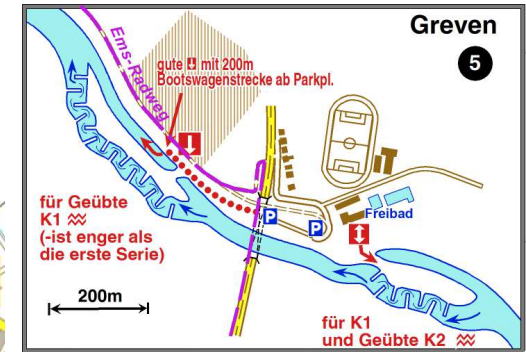 Greven
5
Ems-Radweg
gute mit 200m
Bootswagenstrecke ab Parkpl.
für Geübte
K1
(-ist enger als
die erste Serie)
P
P
Freibad
200m
für K1
und Geübte K2